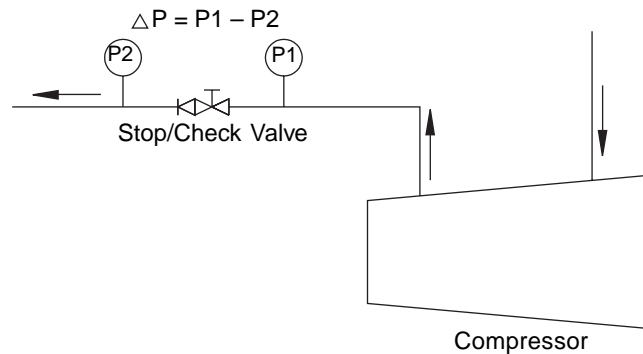 △P = P1 – P2
P2
P1
Stop/Check Valve
Compressor